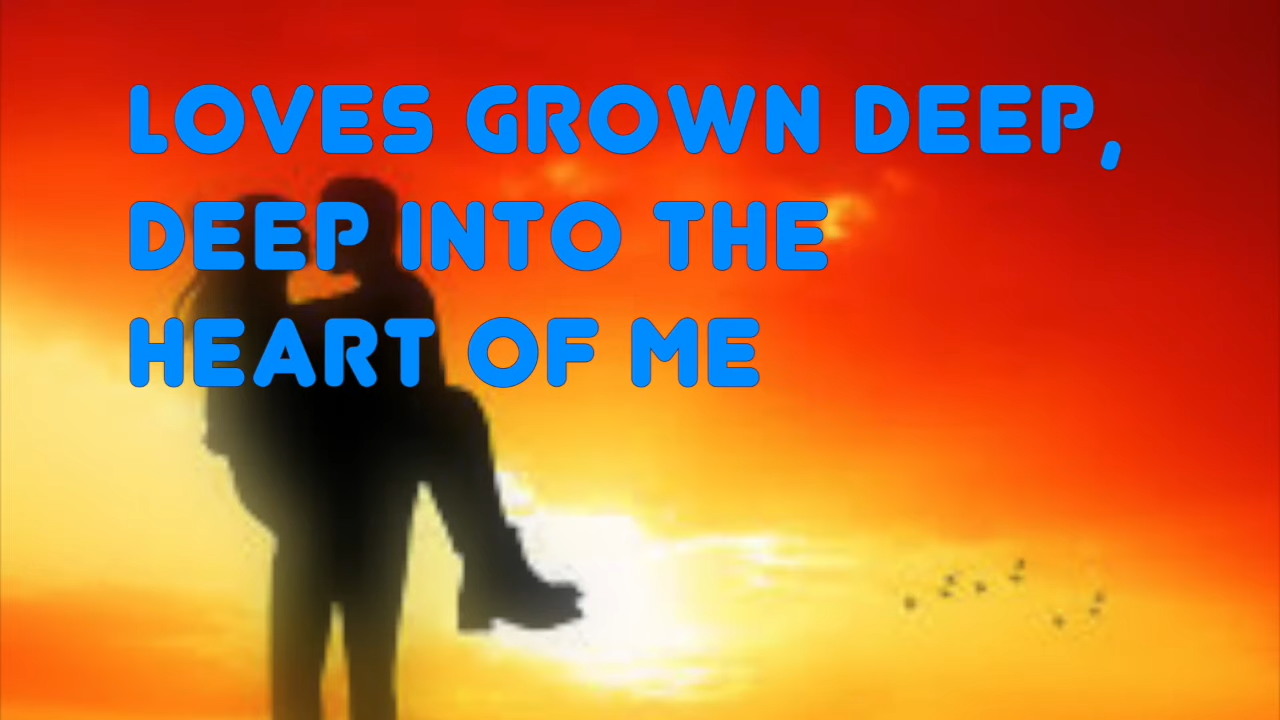 LOVES GROWN DEEP,
DEEP INTO THE
HEART OF ME